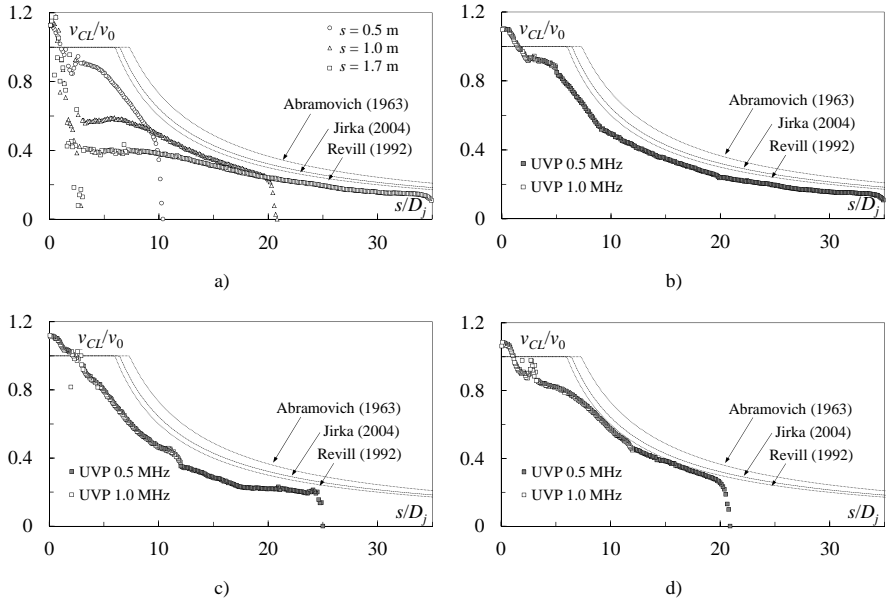 1.2
v_CL/v_0
s = 0.5 m
s = 1.0 m
s = 1.7 m
0.8
Abramovich (1963)
Jirka (2004)
Revill (1992)
0.4
s/D_j
0
0 10 20 30
a)
1.2
v_CL/v_0
0.8
Abramovich (1963)
Jirka (2004)
Revill (1992)
0.4
UVP 0.5 MHz
UVP 1.0 MHz
s/D_j
0
0 10 20 30
b)
1.2
v_CL/v_0
0.8
Abramovich (1963)
Jirka (2004)
Revill (1992)
0.4
UVP 0.5 MHz
UVP 1.0 MHz
s/D_j
0
0 10 20 30
c)
1.2
v_CL/v_0
0.8
Abramovich (1963)
Jirka (2004)
Revill (1992)
0.4
UVP 0.5 MHz
UVP 1.0 MHz
s/D_j
0
0 10 20 30
d)